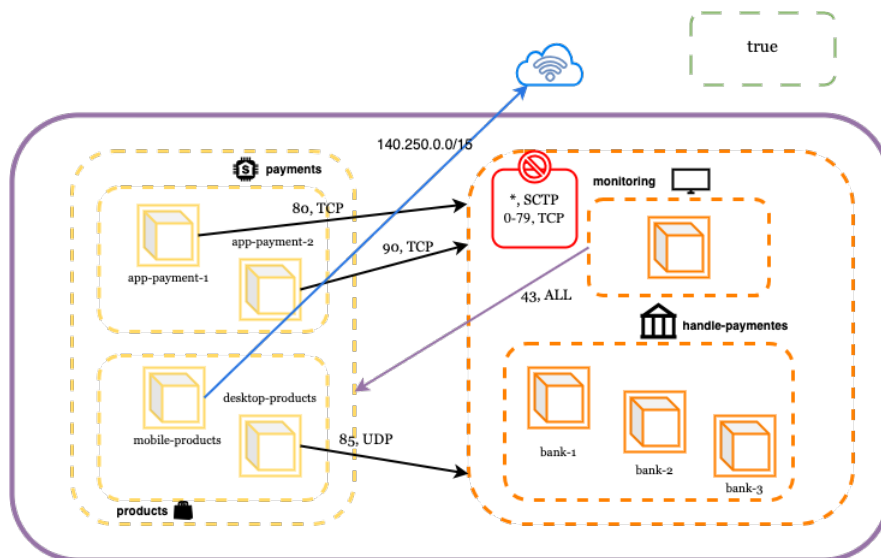 true
140.250.0.0/15
payments
monitoring
*, SCTP
0-79, TCP
80, TCP
app-payment-2
90, TCP
app-payment-1
43, ALL
handle-paymentes
desktop-products
mobile-products
85, UDP
bank-1
bank-2
bank-3
products